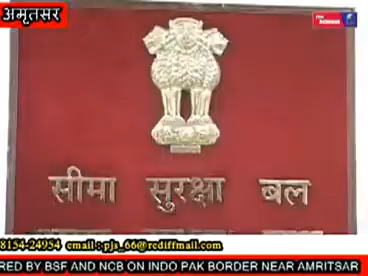 अमृतसर
सीमा सुरक्षा बल
8154-24954 email : pjs_66@rediffmail.com
RED BY BSF AND NCB ON INDO PAK BORDER NEAR AMRITSAR